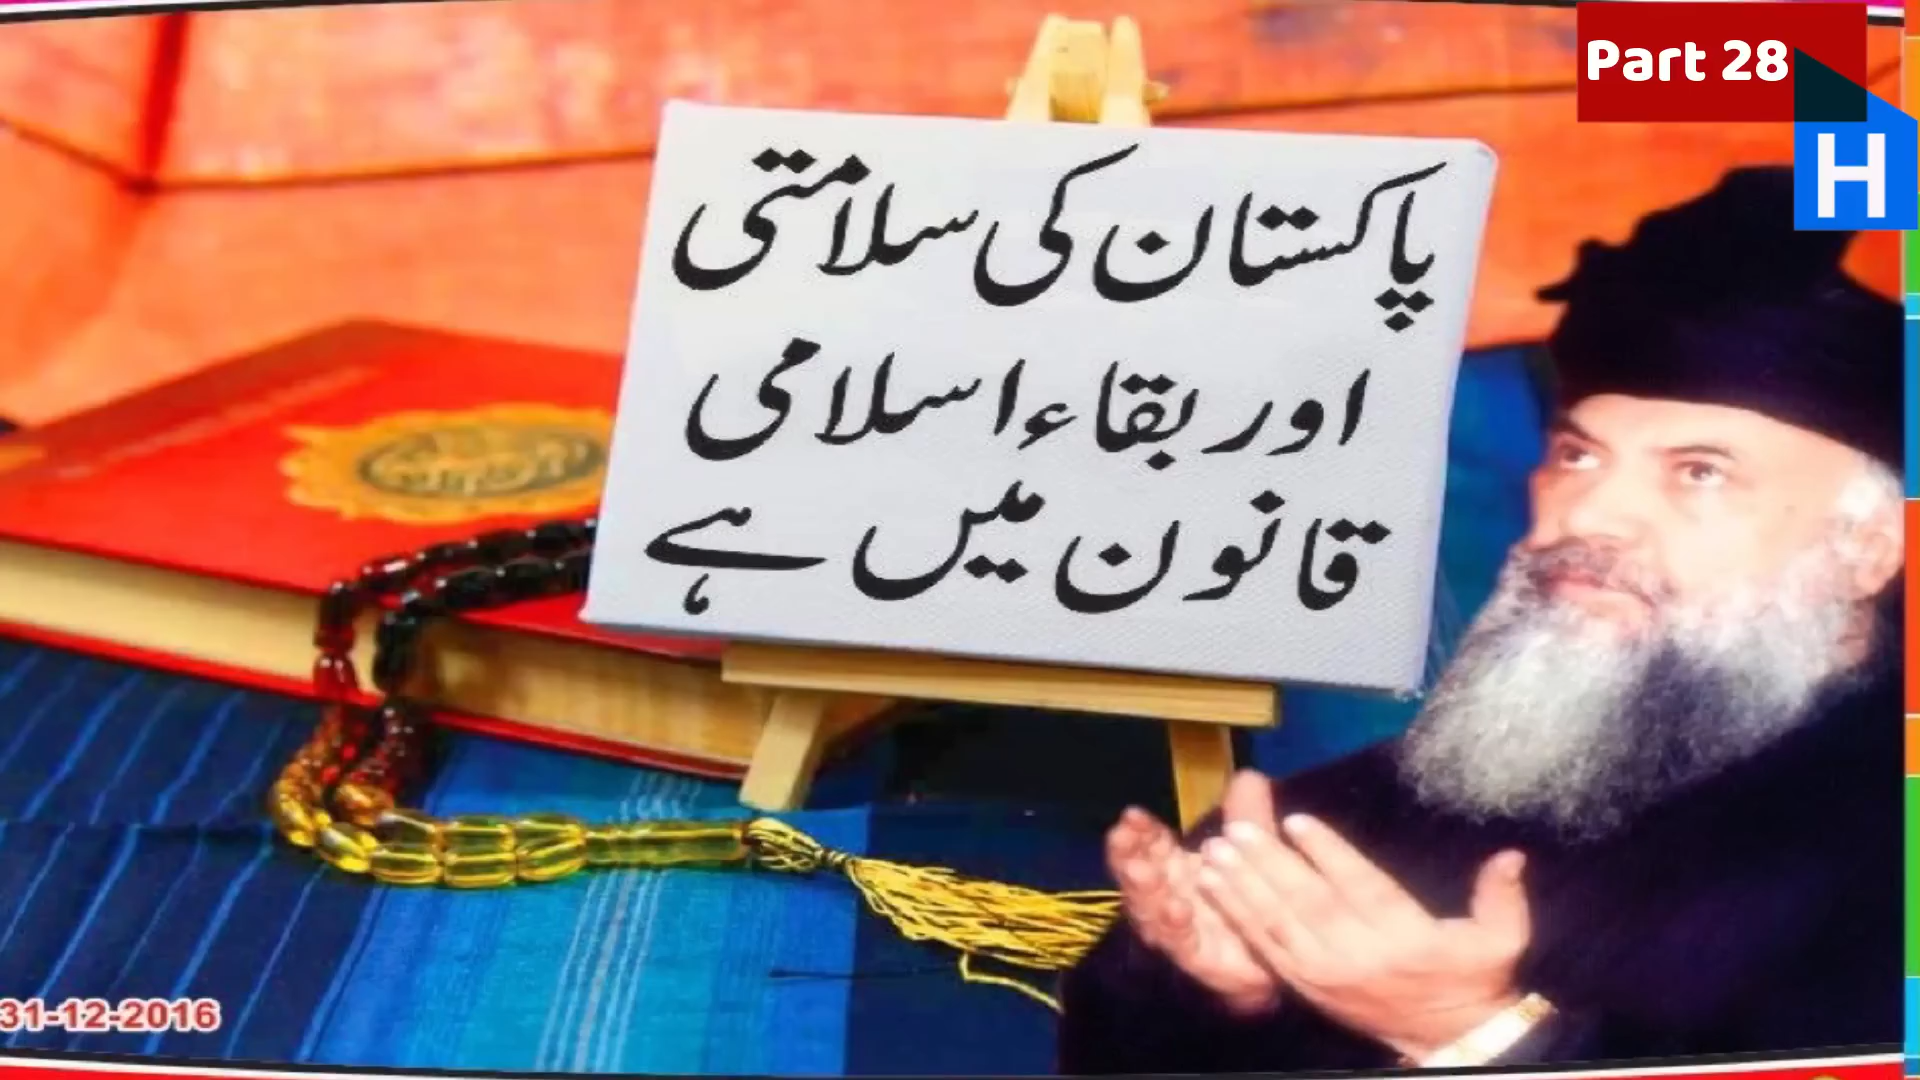 Part 28
H
پاکستان کی سلامتی
اور بقاء اسلامی
قانون میں ہے
31-12-2016